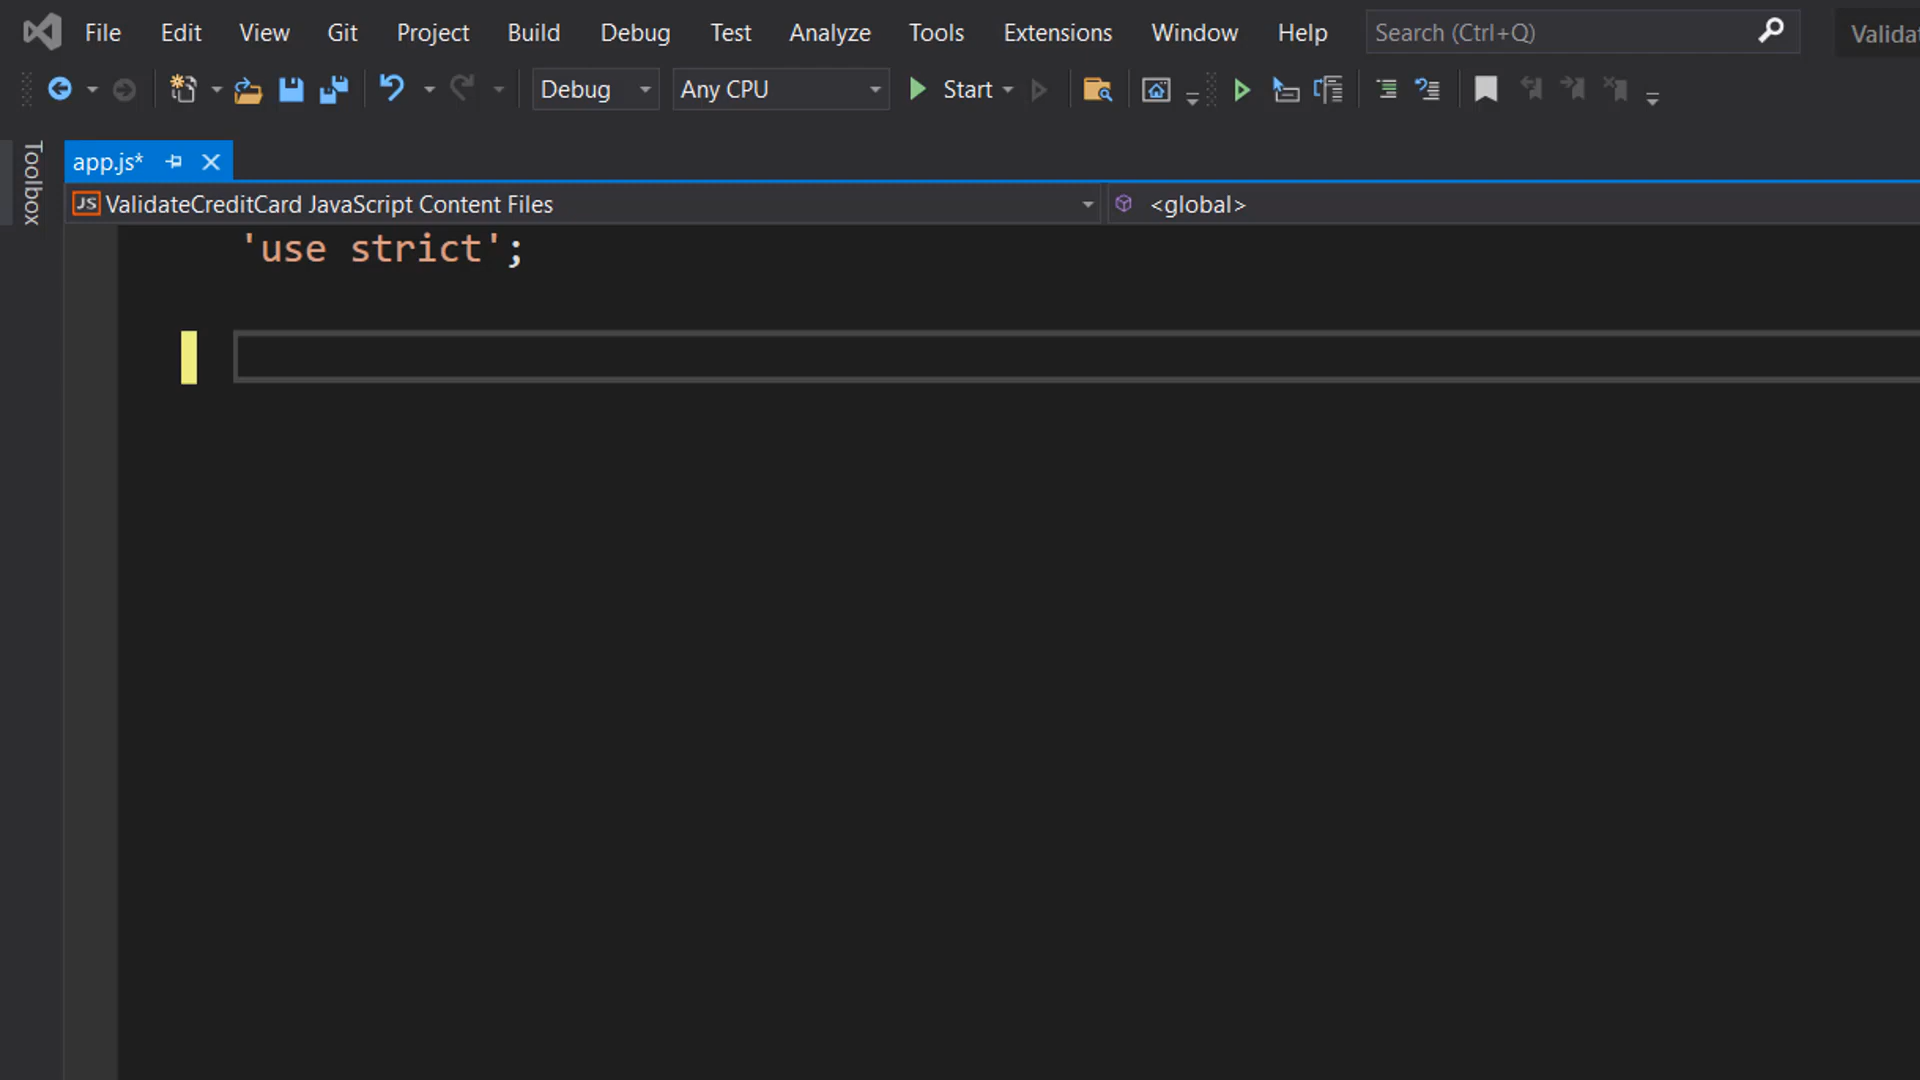 File Edit View Git Project Build Debug Test Analyze Tools Extensions Window Help Search (Ctrl+Q)
Debug Any CPU Start
Toolbox
app.js*
JS ValidateCreditCard JavaScript Content Files <global>
'use strict';